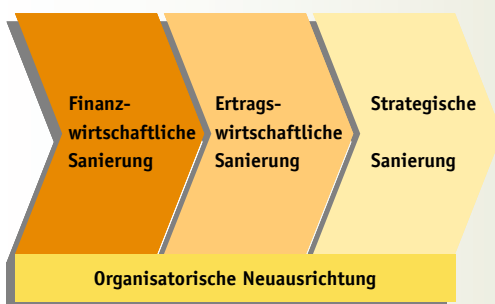 Finanz-
wirtschaftliche
Sanierung
Ertrags-
wirtschaftliche
Sanierung
Strategische
Sanierung
Organisatorische Neuausrichtung